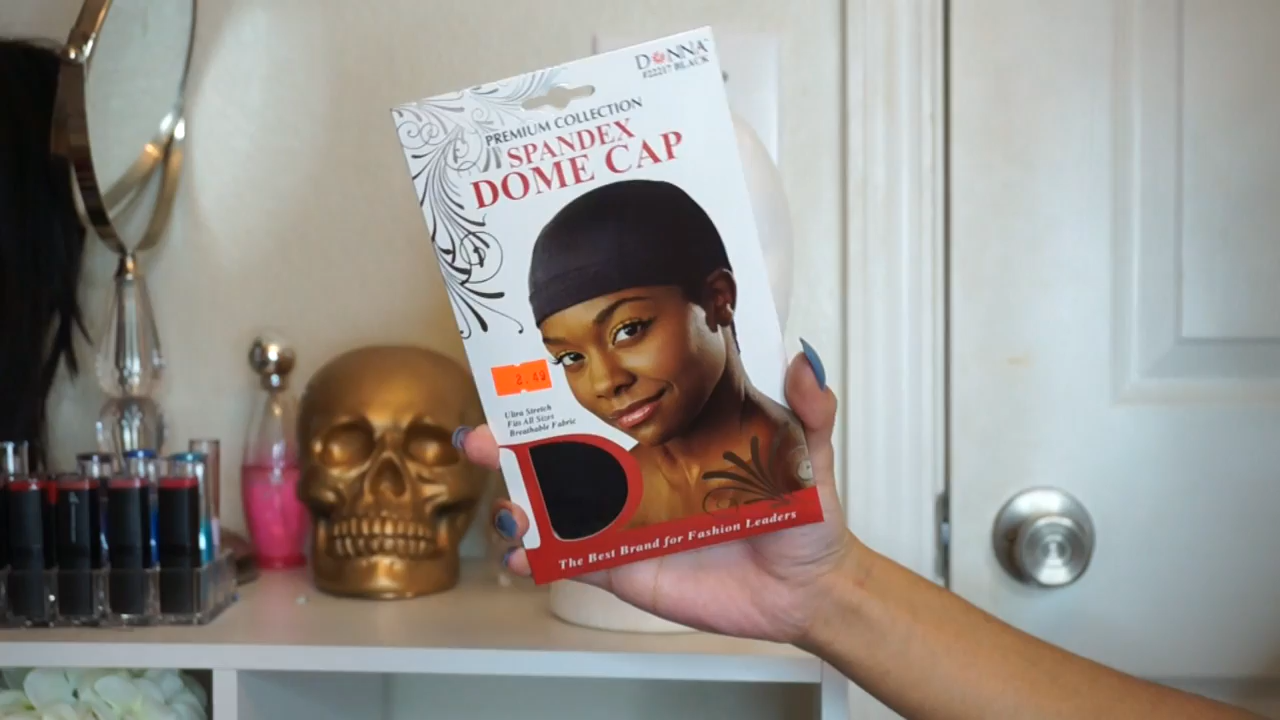 DONNA
#22217 BLACK
PREMIUM COLLECTION
SPANDEX
DOME CAP
2.49
Ultra Stretch
Fits All Sizes
Breathable Fabric
The Best Brand for Fashion Leaders